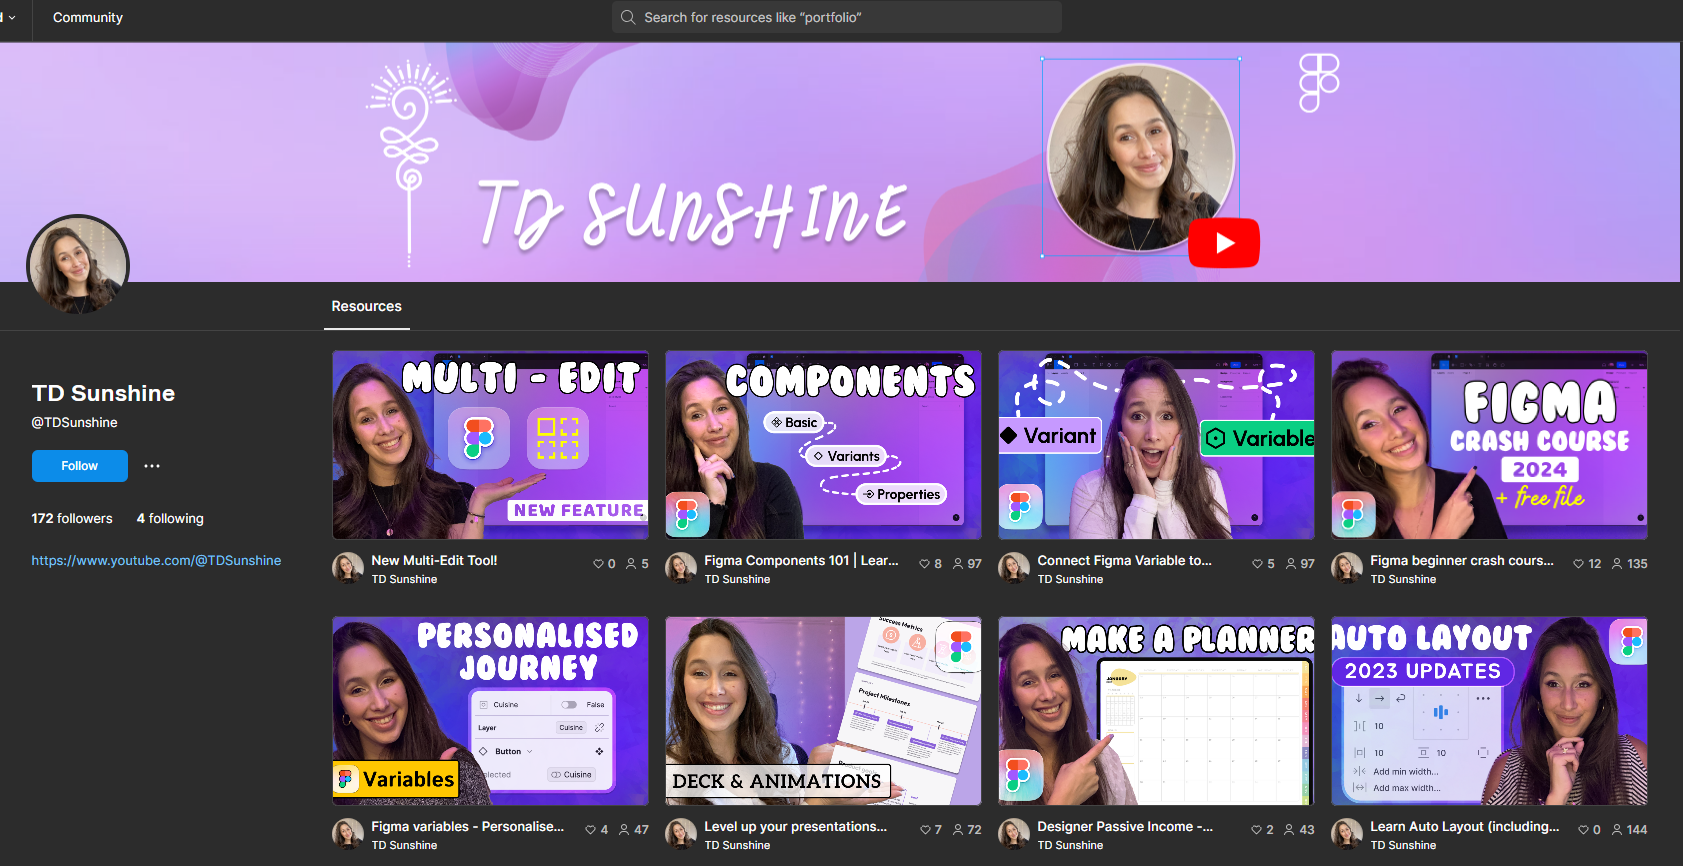 Community
Search for resources like “portfolio”
TD SUNSHINE
Resources
TD Sunshine
@TDSunshine
Follow
172 followers 4 following
https://www.youtube.com/@TDSunshine
MULTI - EDIT
NEW FEATURE
New Multi-Edit Tool!
0 5
TD Sunshine
COMPONENTS
Basic
Variants
Properties
Figma Components 101 | Lear...
8 97
TD Sunshine
Variant
Variable
Connect Figma Variable to...
5 97
TD Sunshine
FIGMA
CRASH COURSE
2024
+ free file
Figma beginner crash cours...
12 135
TD Sunshine
PERSONALISED
JOURNEY
Cuisine False
Layer Cuisine
Button
Cuisine
Variables
Figma variables - Personalise...
4 47
TD Sunshine
Success Metrics
Project Milestones
DECK & ANIMATIONS
Level up your presentations...
7 72
TD Sunshine
MAKE A PLANNER
JANUARY
Designer Passive Income -...
2 43
TD Sunshine
AUTO LAYOUT
2023 UPDATES
10
10 10
Add min width...
Add max width...
Learn Auto Layout (including...
0 144
TD Sunshine